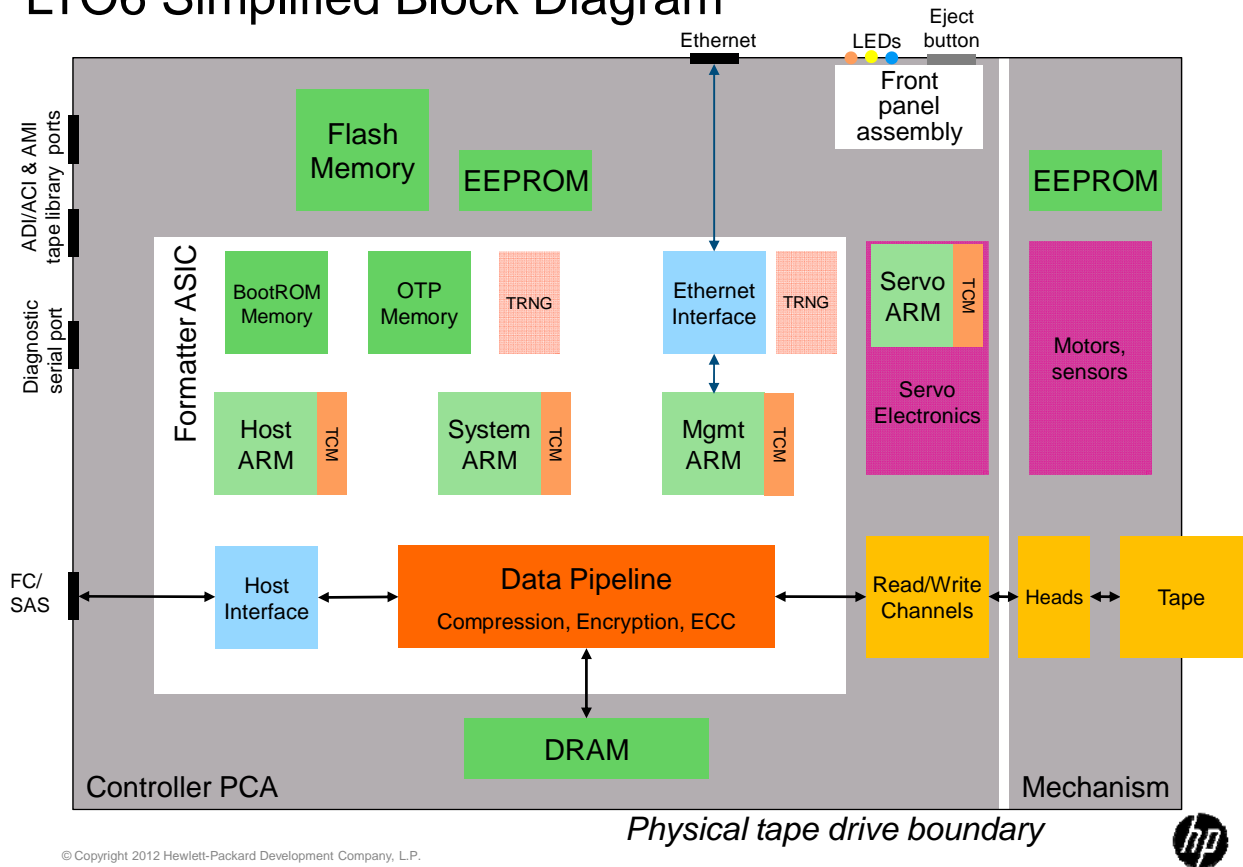 LTO6 Simplified Block Diagram
Ethernet
LEDs
Eject
button
Front
panel
assembly
ADI/ACI & AMI
tape library ports
Diagnostic
serial port
FC/
SAS
Flash
Memory
EEPROM
EEPROM
Formatter ASIC
BootROM
Memory
OTP
Memory
TRNG
Ethernet
Interface
TRNG
Servo
ARM
TCM
Servo
Electronics
Motors,
sensors
Host
ARM
TCM
System
ARM
TCM
Mgmt
ARM
TCM
Host
Interface
Data Pipeline
Compression, Encryption, ECC
Read/Write
Channels
Heads
Tape
DRAM
Controller PCA
Mechanism
Physical tape drive boundary
© Copyright 2012 Hewlett-Packard Development Company, L.P.
hp